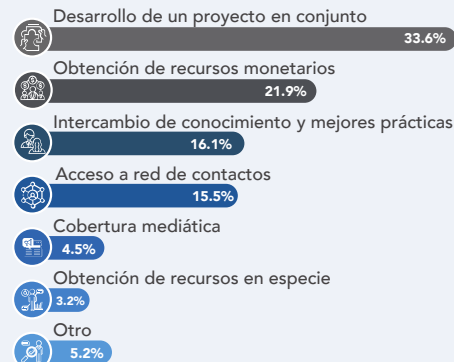 Desarrollo de un proyecto en conjunto
33.6%
Obtención de recursos monetarios
21.9%
Intercambio de conocimiento y mejores prácticas
16.1%
Acceso a red de contactos
15.5%
Cobertura mediática
4.5%
Obtención de recursos en especie
3.2%
Otro
5.2%